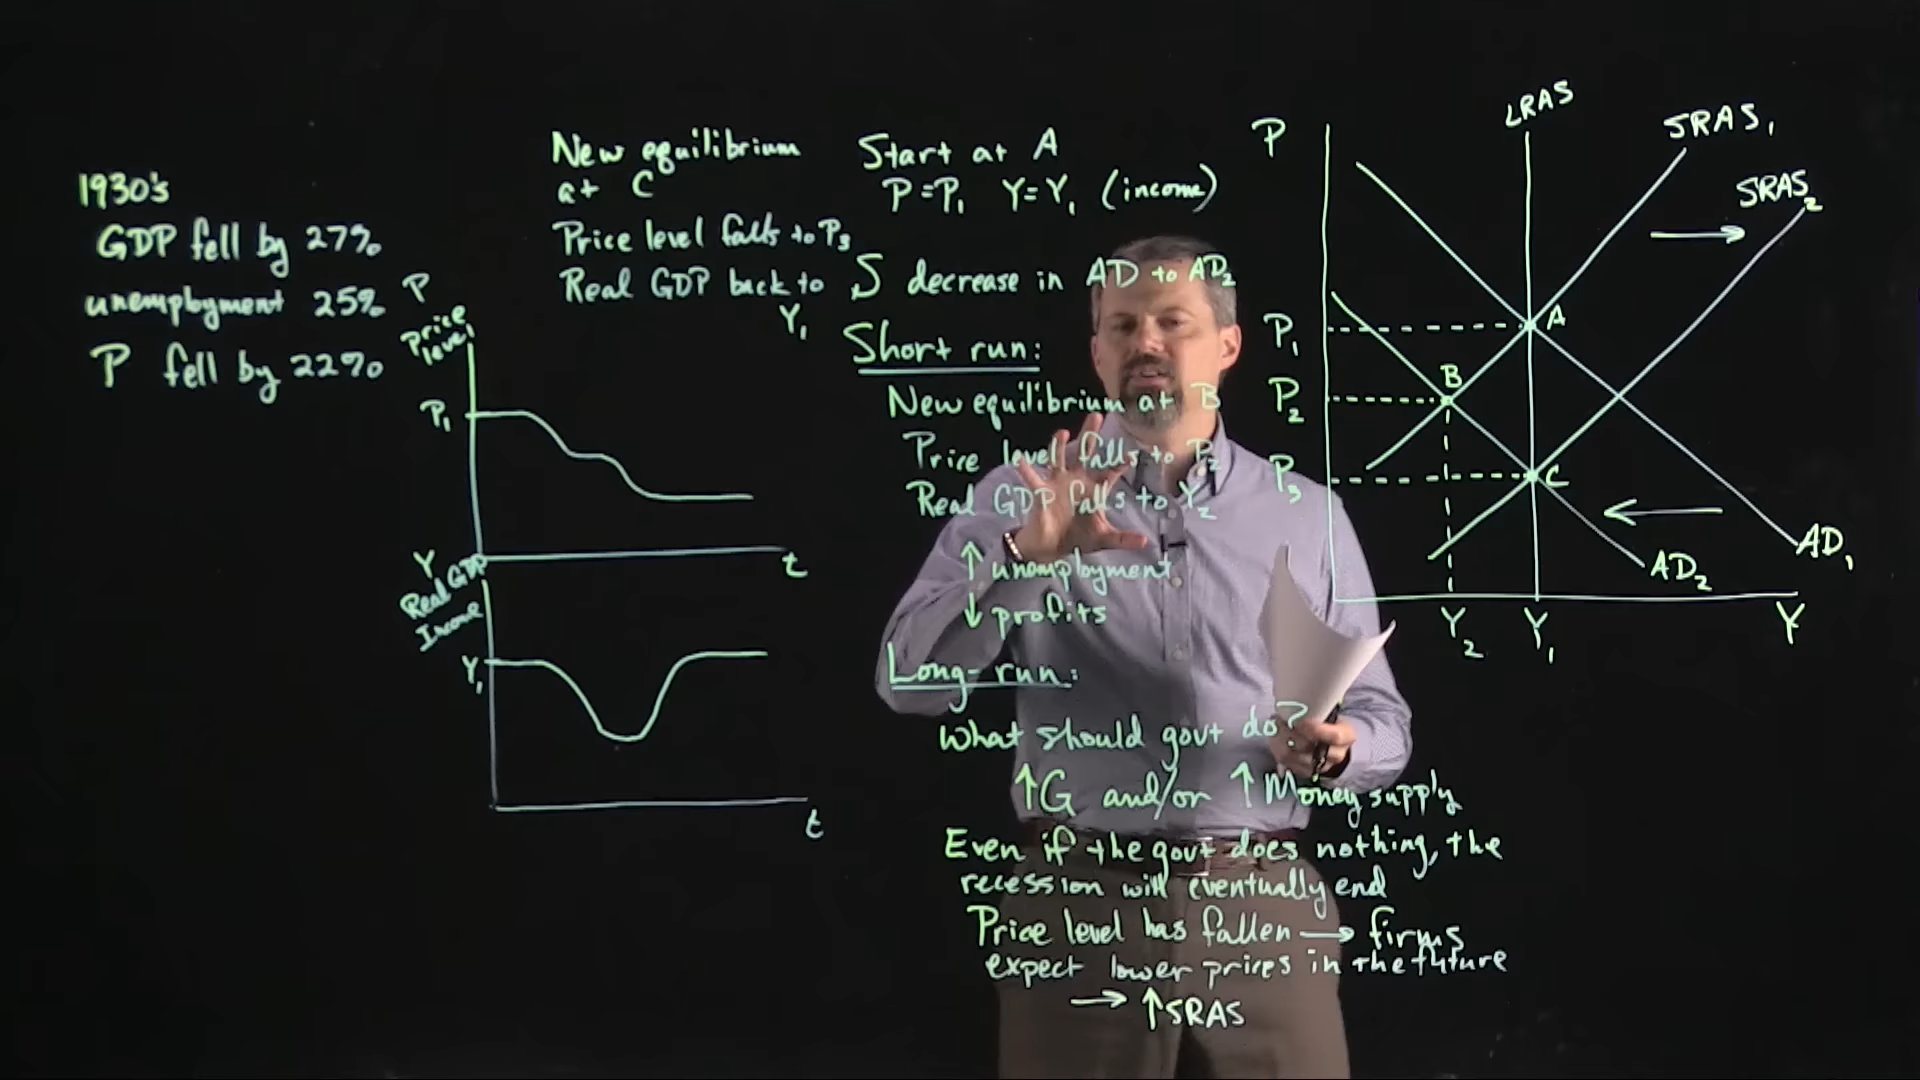 1930's
GDP fell by 27%
unemployment 25%
P fell by 22%
New equilibrium
at C
Price level falls to P3
Real GDP back to
Y1
P
Price
level
P1
t
Y
Real GDP
Income
Y1
t
Start at A
P=P1 Y=Y1 (income)
S decrease in AD to AD2
Short run:
New equilibrium at B
Price level falls to P2
Real GDP falls to Y2
↑ unemployment
↓ profits
Long-run:
What should govt do?
↑G and/or ↑Money supply
Even if the govt does nothing, the
recession will eventually end
Price level has fallen → firms
expect lower prices in the future
→ ↑SRAS
P
LRAS
SRAS1
SRAS2
P1
A
P2
B
P3
C
AD1
AD2
Y2
Y1
Y